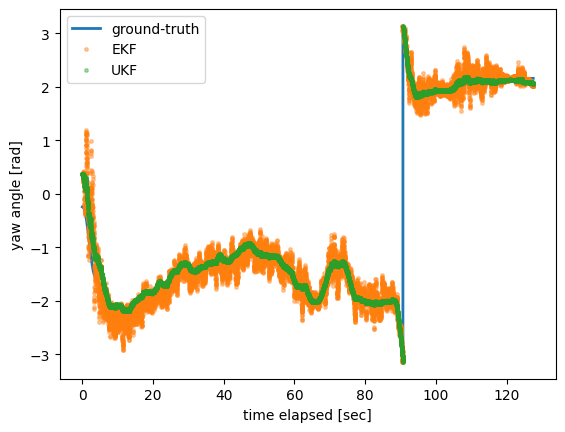 ground-truth
EKF
UKF
3
2
1
0
−1
−2
−3
yaw angle [rad]
0 20 40 60 80 100 120
time elapsed [sec]